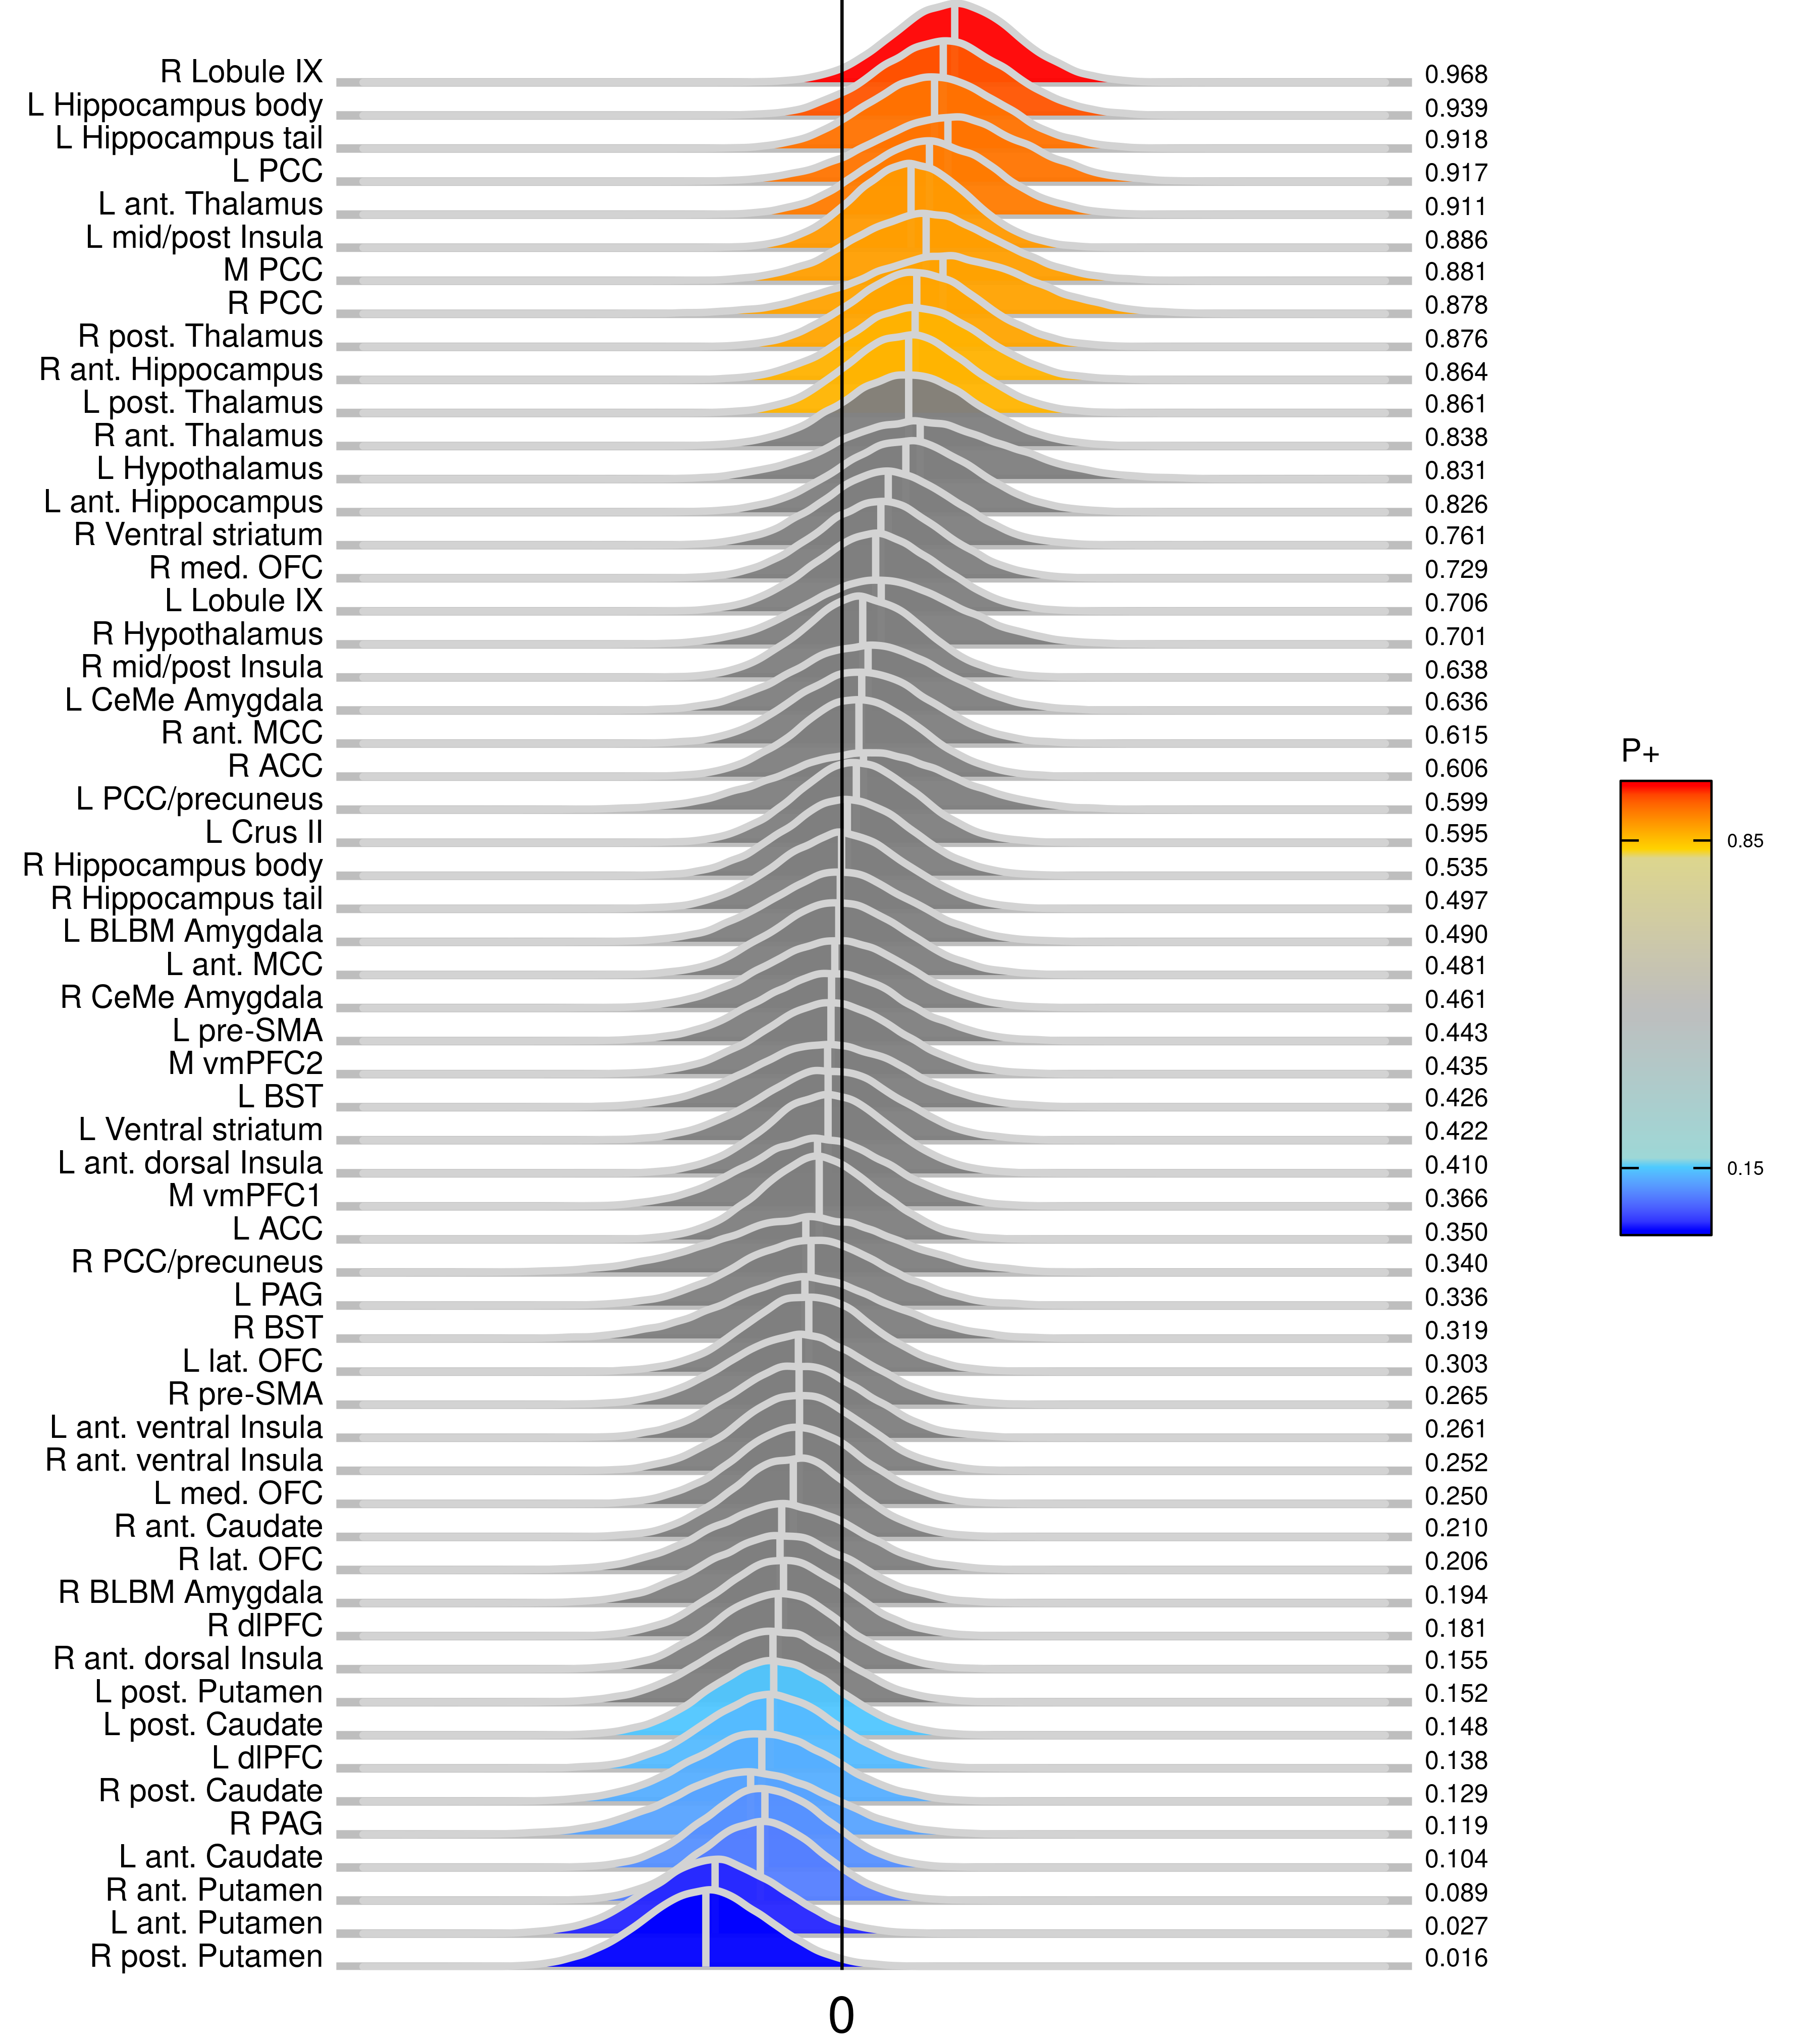 R Lobule IX 0.968
L Hippocampus body 0.939
L Hippocampus tail 0.918
L PCC 0.917
L ant. Thalamus 0.911
L mid/post Insula 0.886
M PCC 0.881
R PCC 0.878
R post. Thalamus 0.876
R ant. Hippocampus 0.864
L post. Thalamus 0.861
R ant. Thalamus 0.838
L Hypothalamus 0.831
L ant. Hippocampus 0.826
R Ventral striatum 0.761
R med. OFC 0.729
L Lobule IX 0.706
R Hypothalamus 0.701
R mid/post Insula 0.638
L CeMe Amygdala 0.636
R ant. MCC 0.615
R ACC 0.606
L PCC/precuneus 0.599
L Crus II 0.595
R Hippocampus body 0.535
R Hippocampus tail 0.497
L BLBM Amygdala 0.490
L ant. MCC 0.481
R CeMe Amygdala 0.461
L pre-SMA 0.443
M vmPFC2 0.435
L BST 0.426
L Ventral striatum 0.422
L ant. dorsal Insula 0.410
M vmPFC1 0.366
L ACC 0.350
R PCC/precuneus 0.340
L PAG 0.336
R BST 0.319
L lat. OFC 0.303
R pre-SMA 0.265
L ant. ventral Insula 0.261
R ant. ventral Insula 0.252
L med. OFC 0.250
R ant. Caudate 0.210
R lat. OFC 0.206
R BLBM Amygdala 0.194
R dlPFC 0.181
R ant. dorsal Insula 0.155
L post. Putamen 0.152
L post. Caudate 0.148
L dlPFC 0.138
R post. Caudate 0.129
R PAG 0.119
L ant. Caudate 0.104
R ant. Putamen 0.089
L ant. Putamen 0.027
R post. Putamen 0.016
0
P+
0.85
0.15